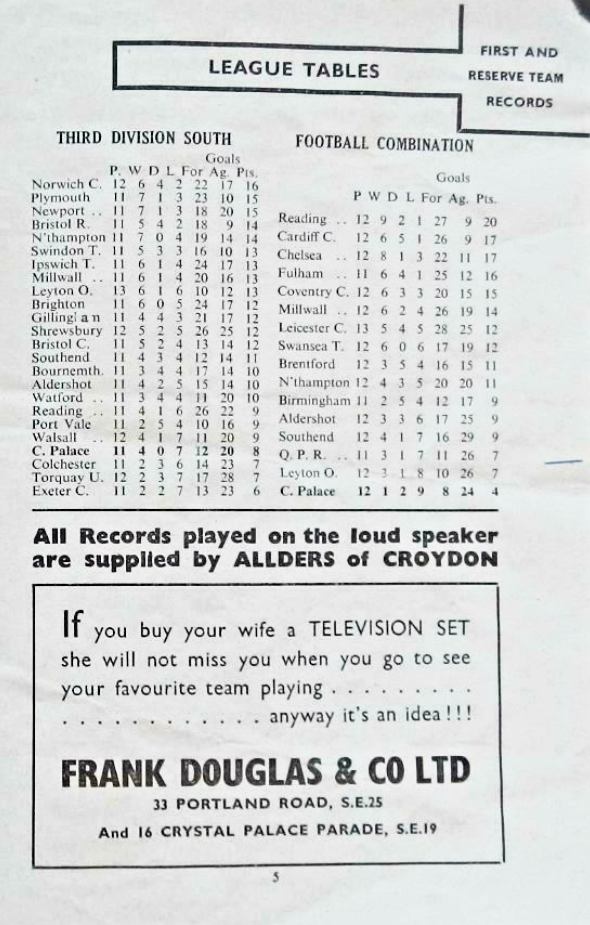 LEAGUE TABLES
FIRST AND
RESERVE TEAM
RECORDS
THIRD DIVISION SOUTH
Goals
P. W D L For Ag. Pts.
Norwich C. 12 6 4 2 22 17 16
Plymouth 11 7 1 3 23 10 15
Newport .. 11 7 1 3 18 20 15
Bristol R. 11 5 4 2 18 9 14
N'thampton 11 7 0 4 19 14 14
Swindon T. 11 5 3 3 16 10 13
Ipswich T. 11 6 1 4 24 17 13
Millwall .. 11 6 1 4 20 16 13
Leyton O. 13 6 1 6 10 12 13
Brighton 11 6 0 5 24 17 12
Gillingham 11 4 4 3 21 17 12
Shrewsbury 12 5 2 5 26 25 12
Bristol C. 11 5 2 4 13 14 12
Southend 11 4 3 4 12 14 11
Bournemth. 11 3 4 4 17 14 10
Aldershot 11 4 2 5 15 14 10
Watford .. 11 3 4 4 11 20 10
Reading .. 11 4 1 6 26 22 9
Port Vale 11 2 5 4 10 16 9
Walsall .. 12 4 1 7 11 20 9
C. Palace 11 4 0 7 12 20 8
Colchester 11 2 3 6 14 23 7
Torquay U. 12 2 3 7 17 28 7
Exeter C. 11 2 2 7 13 23 6
FOOTBALL COMBINATION
Goals
P W D L For Ag. Pts.
Reading .. 12 9 2 1 27 9 20
Cardiff C. 12 6 5 1 26 9 17
Chelsea .. 12 8 1 3 22 11 17
Fulham .. 11 6 4 1 25 12 16
Coventry C. 12 6 3 3 20 15 15
Millwall .. 12 6 2 4 26 19 14
Leicester C. 13 5 4 5 28 25 12
Swansea T. 12 6 0 6 17 19 12
Brentford 12 3 5 4 16 15 11
N'thampton 12 4 3 5 20 20 11
Birmingham 11 2 5 4 12 17 9
Aldershot 12 3 3 6 17 25 9
Southend 12 4 1 7 16 29 9
Q. P. R. .. 11 3 1 7 11 26 7
Leyton O. 12 3 1 8 10 26 7
C. Palace 12 1 2 9 8 24 4
All Records played on the loud speaker
are supplied by ALLDERS of CROYDON
If you buy your wife a TELEVISION SET
she will not miss you when you go to see
your favourite team playing . . . . . . . . .
. . . . . . . . . . . . . anyway it's an idea!!!
FRANK DOUGLAS & CO LTD
33 PORTLAND ROAD, S.E.25
And 16 CRYSTAL PALACE PARADE, S.E.19
5